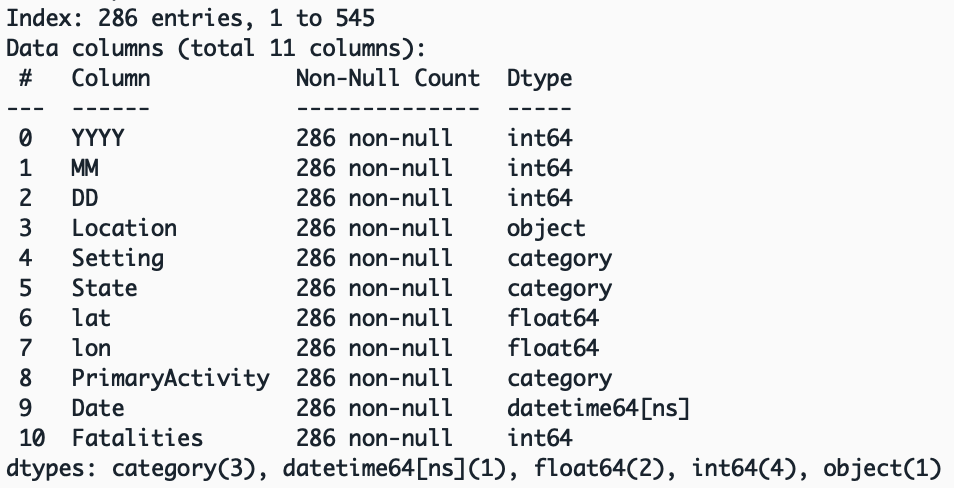 Index: 286 entries, 1 to 545
Data columns (total 11 columns):
 #   Column           Non-Null Count  Dtype
---  ------           --------------  -----
 0   YYYY             286 non-null    int64
 1   MM               286 non-null    int64
 2   DD               286 non-null    int64
 3   Location         286 non-null    object
 4   Setting          286 non-null    category
 5   State            286 non-null    category
 6   lat              286 non-null    float64
 7   lon              286 non-null    float64
 8   PrimaryActivity  286 non-null    category
 9   Date             286 non-null    datetime64[ns]
 10  Fatalities       286 non-null    int64
dtypes: category(3), datetime64[ns](1), float64(2), int64(4), object(1)